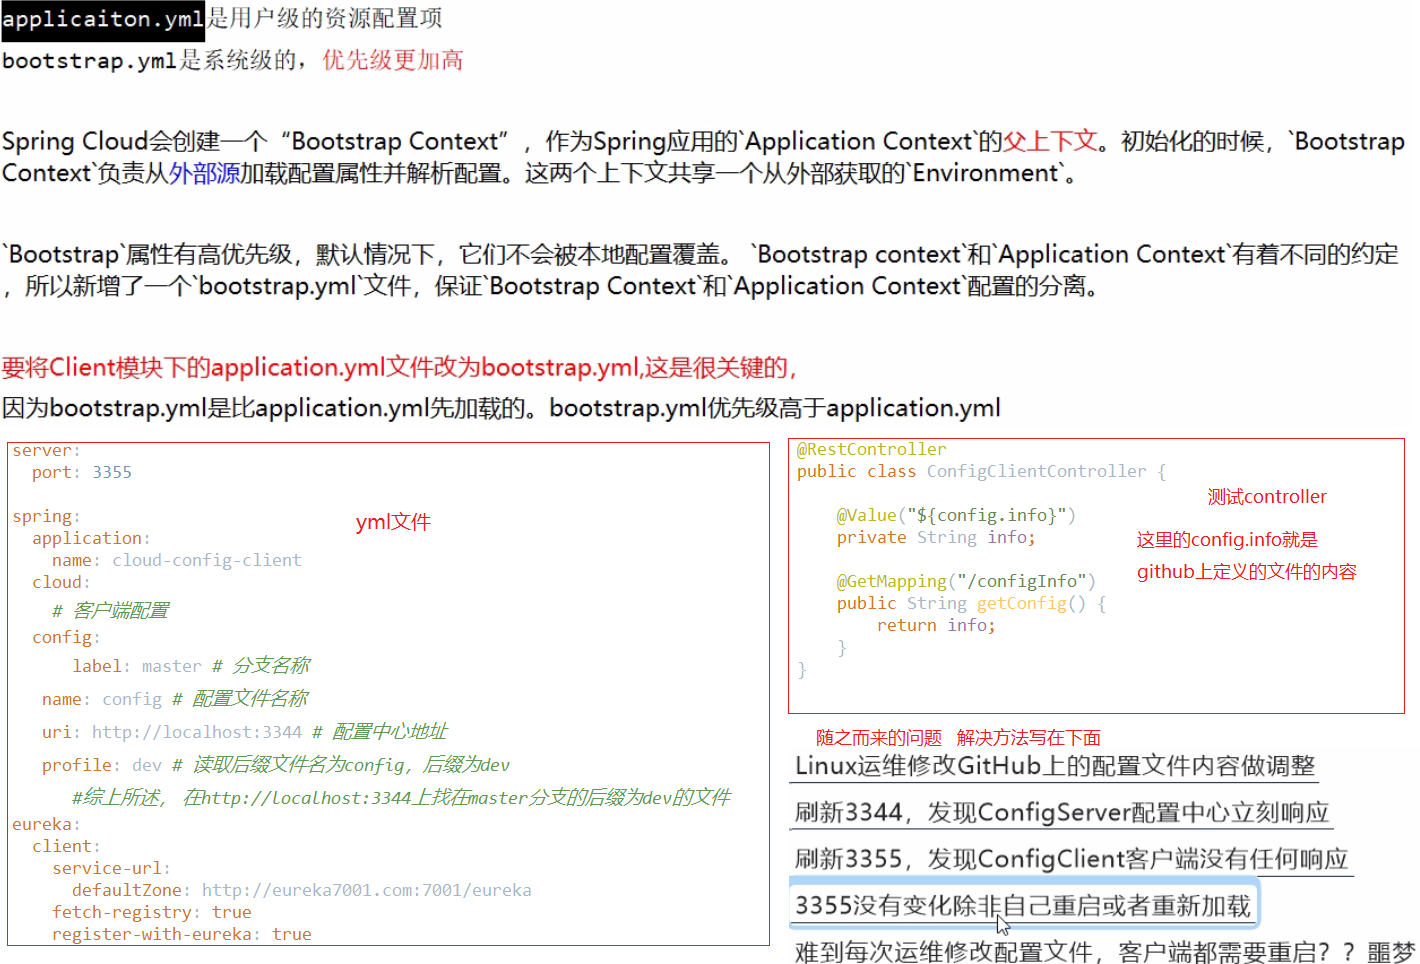 applicaiton.yml是用户级的资源配置项
bootstrap.yml是系统级的，优先级更加高
Spring Cloud会创建一个“Bootstrap Context”，作为Spring应用的`Application Context`的父上下文。初始化的时候，`Bootstrap
Context`负责从外部源加载配置属性并解析配置。这两个上下文共享一个从外部获取的`Environment`。
`Bootstrap`属性有高优先级，默认情况下，它们不会被本地配置覆盖。 `Bootstrap context`和`Application Context`有着不同的约定
，所以新增了一个`bootstrap.yml`文件，保证`Bootstrap Context`和`Application Context`配置的分离。
要将Client模块下的application.yml文件改为bootstrap.yml,这是很关键的，
因为bootstrap.yml是比application.yml先加载的。bootstrap.yml优先级高于application.yml
server:
port: 3355
spring:
application:
name: cloud-config-client
cloud:
# 客户端配置
config:
label: master # 分支名称
name: config # 配置文件名称
uri: http://localhost:3344 # 配置中心地址
profile: dev # 读取后缀文件名为config，后缀为dev
#综上所述，在http://localhost:3344上找在master分支的后缀为dev的文件
eureka:
client:
service-url:
defaultZone: http://eureka7001.com:7001/eureka
fetch-registry: true
register-with-eureka: true
yml文件
@RestController
public class ConfigClientController {
@Value("${config.info}")
private String info;
@GetMapping("/configInfo")
public String getConfig() {
return info;
}
}
测试controller
这里的config.info就是
github上定义的文件的内容
随之而来的问题 解决方法写在下面
Linux运维修改GitHub上的配置文件内容做调整
刷新3344，发现ConfigServer配置中心立刻响应
刷新3355，发现ConfigClient客户端没有任何响应
3355没有变化除非自己重启或者重新加载
难到每次运维修改配置文件，客户端都需要重启？？噩梦